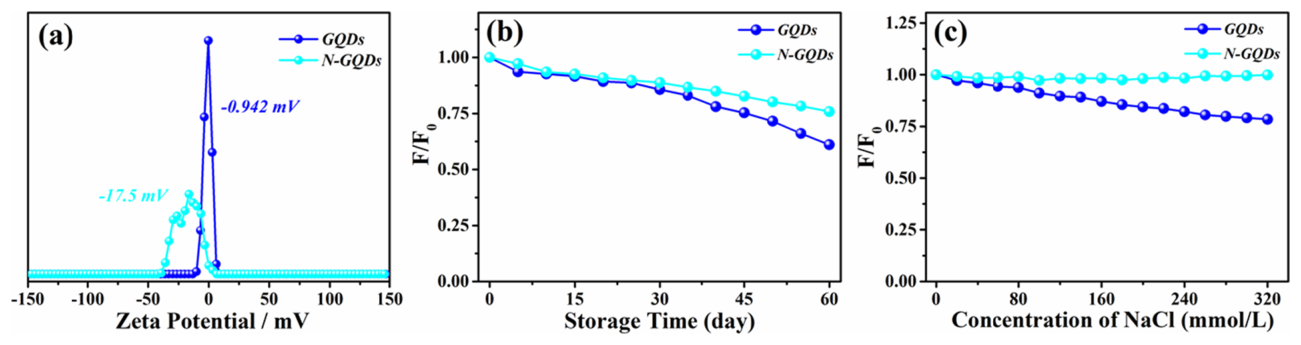 (a)
GQDs
N-GQDs
-0.942 mV
-17.5 mV
-150 -100 -50 0 50 100 150
Zeta Potential / mV
(b)
GQDs
N-GQDs
1.00
0.75
0.50
0.25
0.00
F/F0
0 15 30 45 60
Storage Time (day)
(c)
GQDs
N-GQDs
1.25
1.00
0.75
0.50
0.25
0.00
F/F0
0 80 160 240 320
Concentration of NaCl (mmol/L)